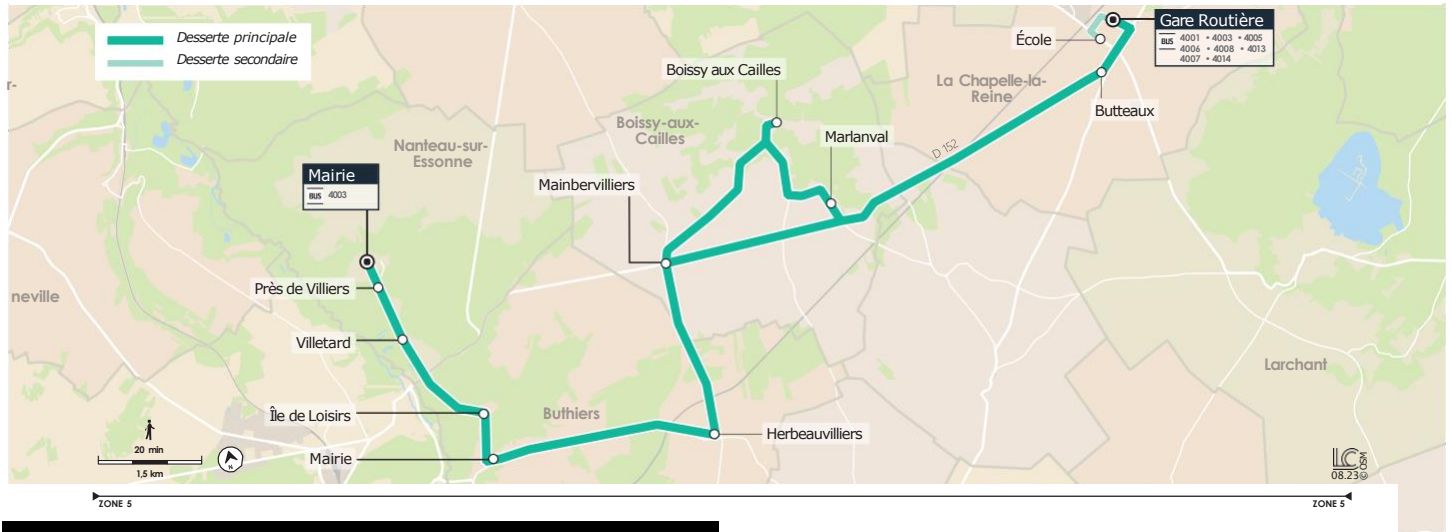 Desserte principale
Desserte secondaire
Gare Routière
BUS 4001 • 4003 • 4005
4006 • 4008 • 4013
4007 • 4014
École
Boissy aux Cailles
La Chapelle-la-
Reine
Butteaux
Boissy-aux-
Cailles
Marlanval
D 152
Nanteau-sur-
Essonne
Mairie
BUS 4003
Mainbervilliers
Près de Villiers
neville
Villetard
Larchant
Île de Loisirs
Buthiers
Herbeauvilliers
Mairie
20 min
1,5 km
N
LC
08.23© OSM
ZONE 5
ZONE 5